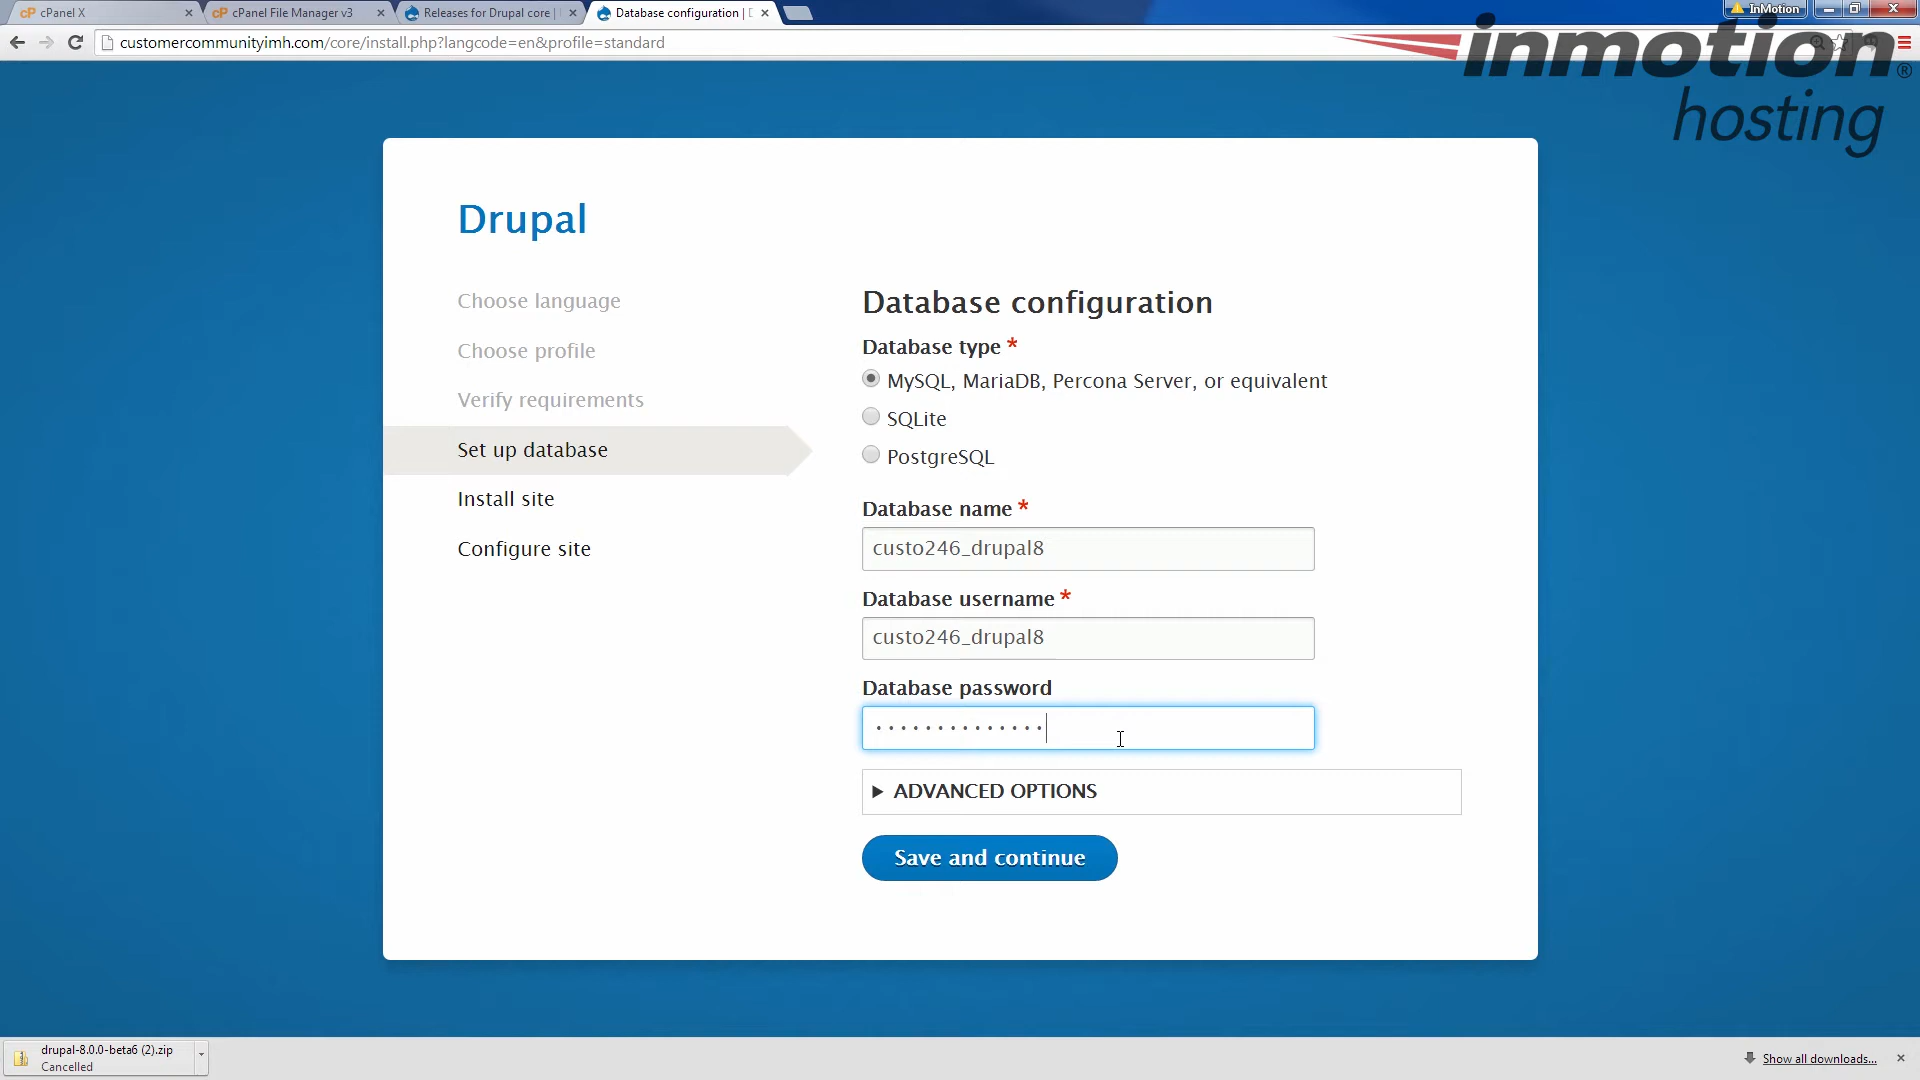 cPanel X
cPanel File Manager v3
Releases for Drupal core |
Database configuration |
InMotion
customercommunityimh.com/core/install.php?langcode=en&profile=standard
inmotion®
hosting
Drupal
Choose language
Choose profile
Verify requirements
Set up database
Install site
Configure site
Database configuration
Database type *
MySQL, MariaDB, Percona Server, or equivalent
SQLite
PostgreSQL
Database name *
custo246_drupal8
Database username *
custo246_drupal8
Database password
ADVANCED OPTIONS
Save and continue
drupal-8.0.0-beta6 (2).zip
Cancelled
Show all downloads...